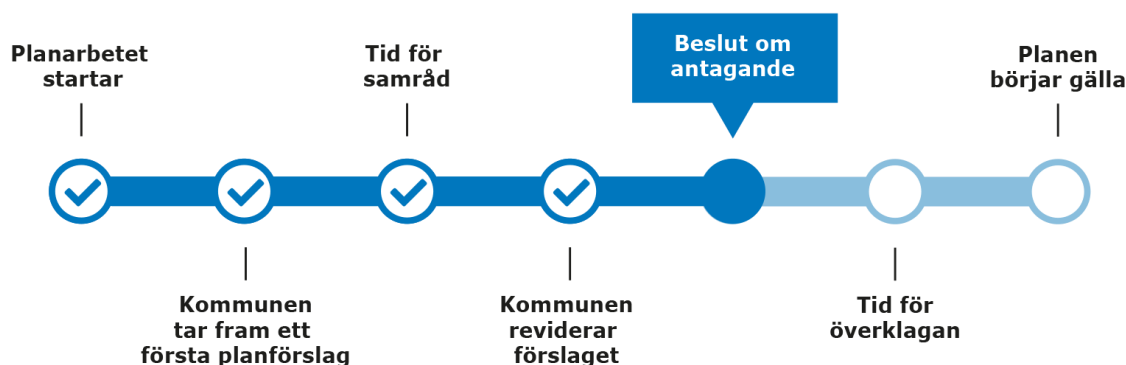 Planarbetet
startar
Kommunen
tar fram ett
första planförslag
Tid för
samråd
Kommunen
reviderar
förslaget
Beslut om
antagande
Tid för
överklagan
Planen
börjar gälla